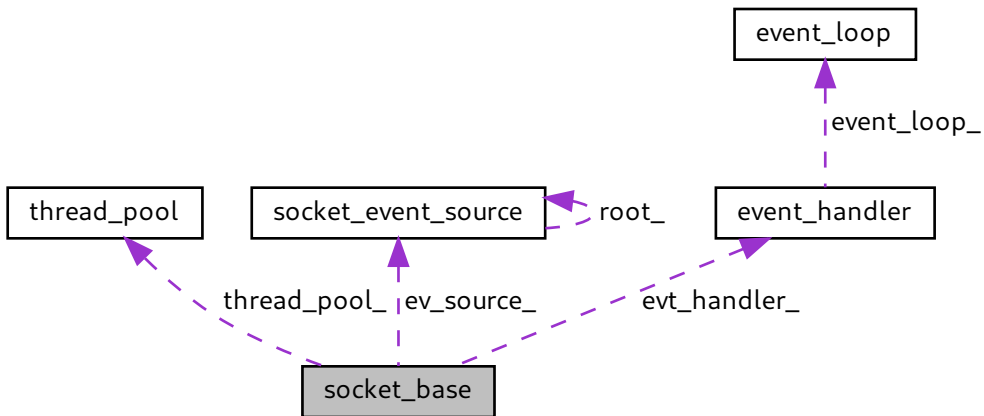 event_loop
event_loop_
thread_pool
socket_event_source
root_
event_handler
thread_pool_
ev_source_
evt_handler_
socket_base